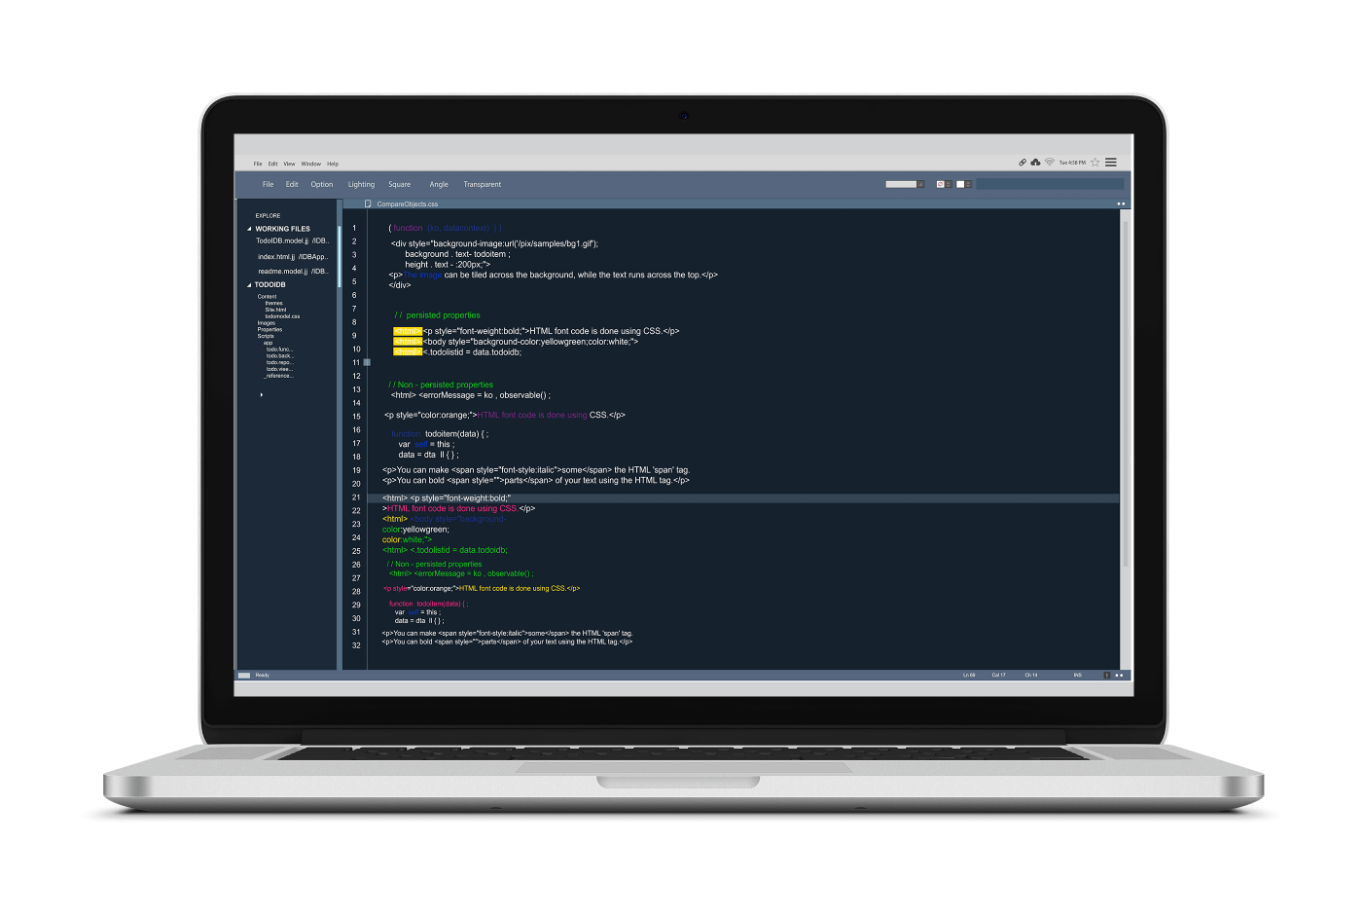 File Edit View Window Help
Tue 4:38 PM
File Edit Option Lighting Square Angle Transparent
CompareObjects.css
EXPLORE
WORKING FILES
TodoIDB.model.jj /IDB..
index.html.jj /IDBApp..
readme.model.jj /IDB..
TODOIDB
Content
themes
Site.html
todomodel.css
Images
Properties
Scripts
app
todo.func...
todo.back...
todo.repo...
todo.view...
_reference...
1
2
3
4
5
6
7
8
9
10
11
12
13
14
15
16
17
18
19
20
21
22
23
24
25
26
27
28
29
30
31
32
( function (ko, datacontext) { }
<div style="background-image:url('/pix/samples/bg1.gif');
background . text- todoitem ;
height . text - :200px;">
<p>The image can be tiled across the background, while the text runs across the top.</p>
</div>
/ / persisted properties
<html> <p style="font-weight:bold;">HTML font code is done using CSS.</p>
<html> <body style="background-color:yellowgreen;color:white;">
<html> <.todolistid = data.todoidb;
/ / Non - persisted properties
<html> <errorMessage = ko , observable() ;
<p style="color:orange;">HTML font code is done using CSS.</p>
function todoitem(data) { ;
var self = this ;
data = dta II { } ;
<p>You can make <span style="font-style:italic">some</span> the HTML 'span' tag.
<p>You can bold <span style="">parts</span> of your text using the HTML tag.</p>
<html> <p style="font-weight:bold;"
>HTML font code is done using CSS.</p>
<html> <body style="background-
color:yellowgreen;
color:white;">
<html> <.todolistid = data.todoidb;
/ / Non - persisted properties
<html> <errorMessage = ko , observable() ;
<p style="color:orange;">HTML font code is done using CSS.</p>
function todoitem(data) { ;
var self = this ;
data = dta II { } ;
<p>You can make <span style="font-style:italic">some</span> the HTML 'span' tag.
<p>You can bold <span style="">parts</span> of your text using the HTML tag.</p>
Ready
Ln 68 Col 17 Ch 14 INS